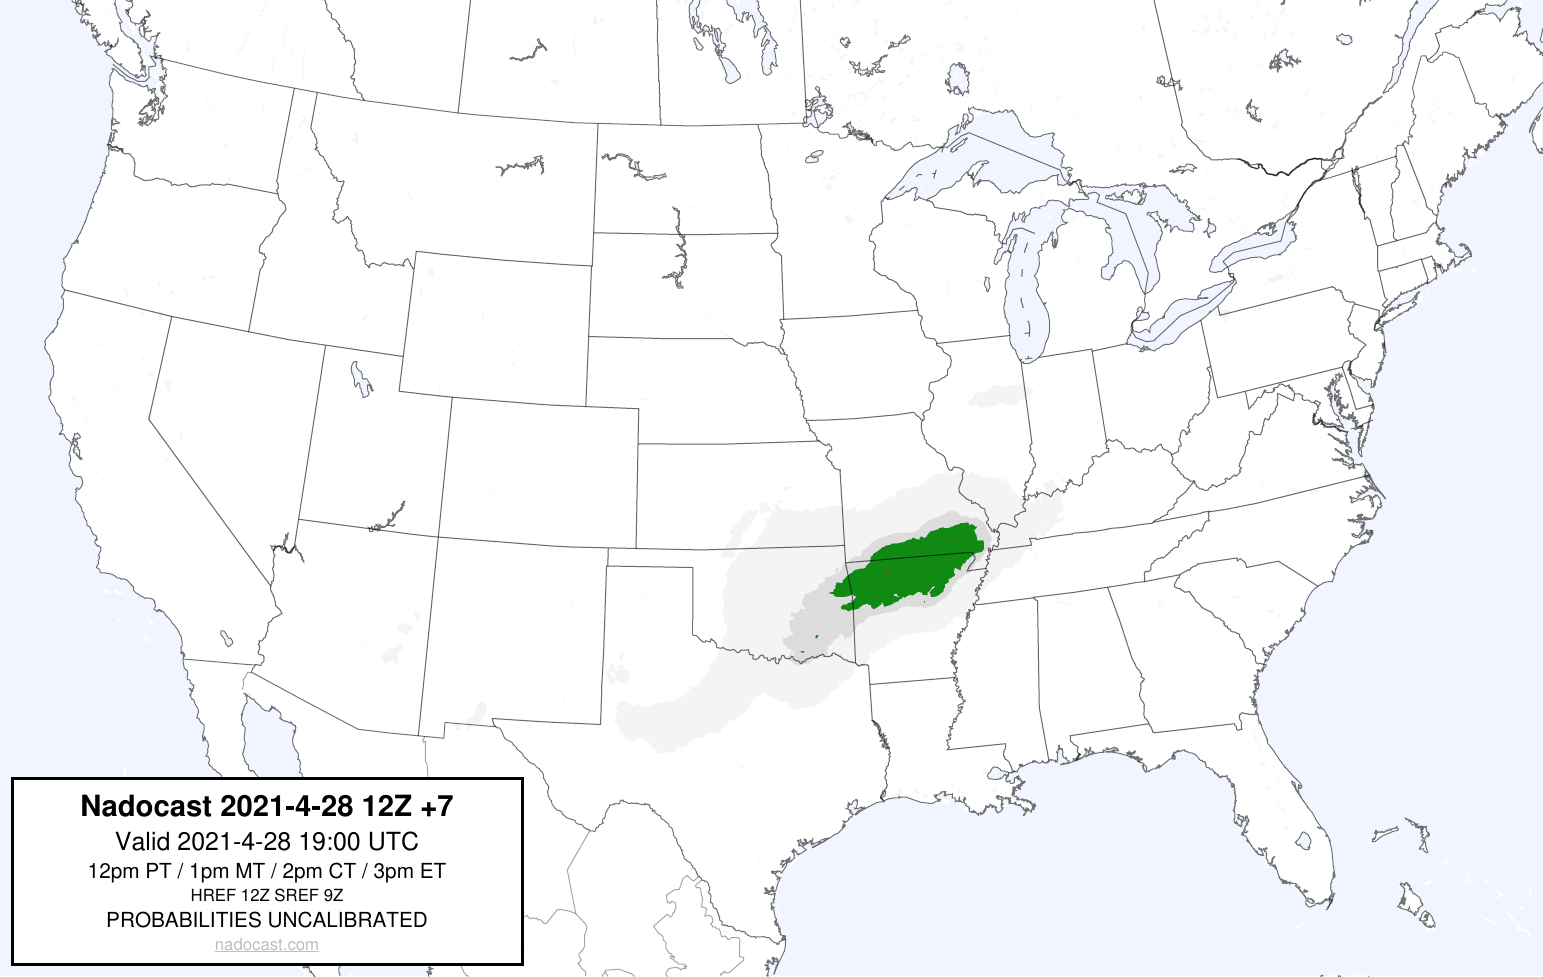 Nadocast 2021-4-28 12Z +7
Valid 2021-4-28 19:00 UTC
12pm PT / 1pm MT / 2pm CT / 3pm ET
HREF 12Z SREF 9Z
PROBABILITIES UNCALIBRATED
nadocast.com